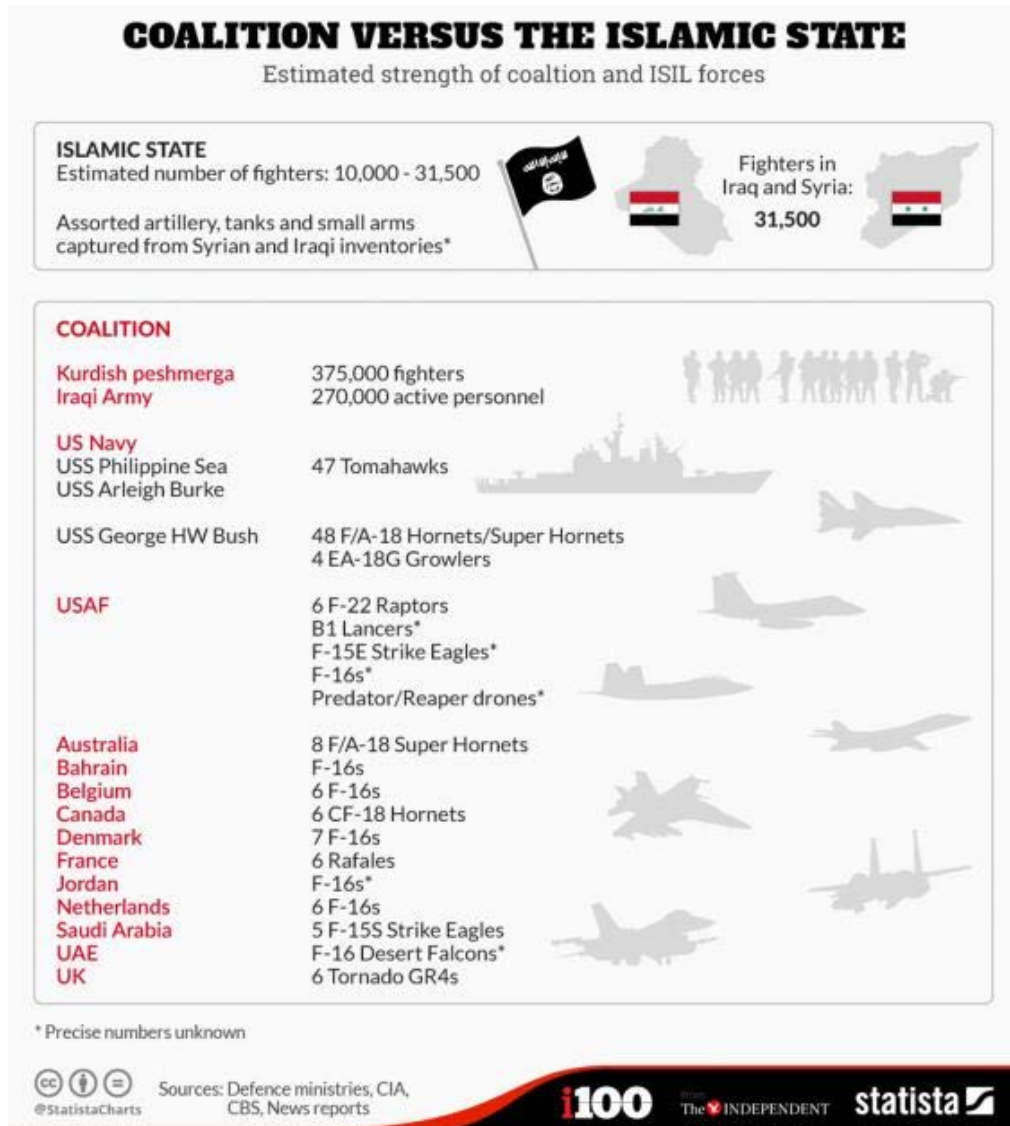 COALITION VERSUS THE ISLAMIC STATE
Estimated strength of coaltion and ISIL forces
ISLAMIC STATE
Estimated number of fighters: 10,000 - 31,500
Assorted artillery, tanks and small arms
captured from Syrian and Iraqi inventories*
Fighters in
Iraq and Syria:
31,500
COALITION
Kurdish peshmerga 375,000 fighters
Iraqi Army 270,000 active personnel
US Navy
USS Philippine Sea 47 Tomahawks
USS Arleigh Burke
USS George HW Bush 48 F/A-18 Hornets/Super Hornets
4 EA-18G Growlers
USAF 6 F-22 Raptors
B1 Lancers*
F-15E Strike Eagles*
F-16s*
Predator/Reaper drones*
Australia 8 F/A-18 Super Hornets
Bahrain F-16s
Belgium 6 F-16s
Canada 6 CF-18 Hornets
Denmark 7 F-16s
France 6 Rafales
Jordan F-16s*
Netherlands 6 F-16s
Saudi Arabia 5 F-15S Strike Eagles
UAE F-16 Desert Falcons*
UK 6 Tornado GR4s
* Precise numbers unknown
cc
@StatistaCharts
Sources: Defence ministries, CIA,
CBS, News reports
i100
The INDEPENDENT
statista